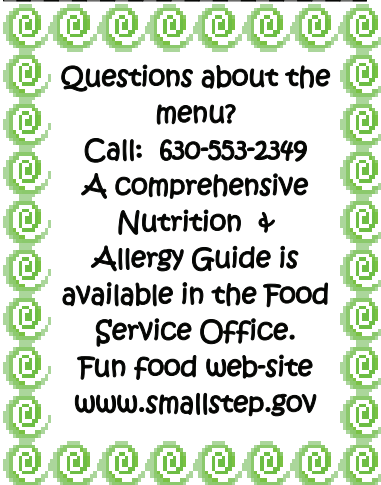 Questions about the
menu?
Call:  630-553-2349
A comprehensive
Nutrition  &
Allergy Guide is
available in the Food
Service Office.
Fun food web-site
www.smallstep.gov